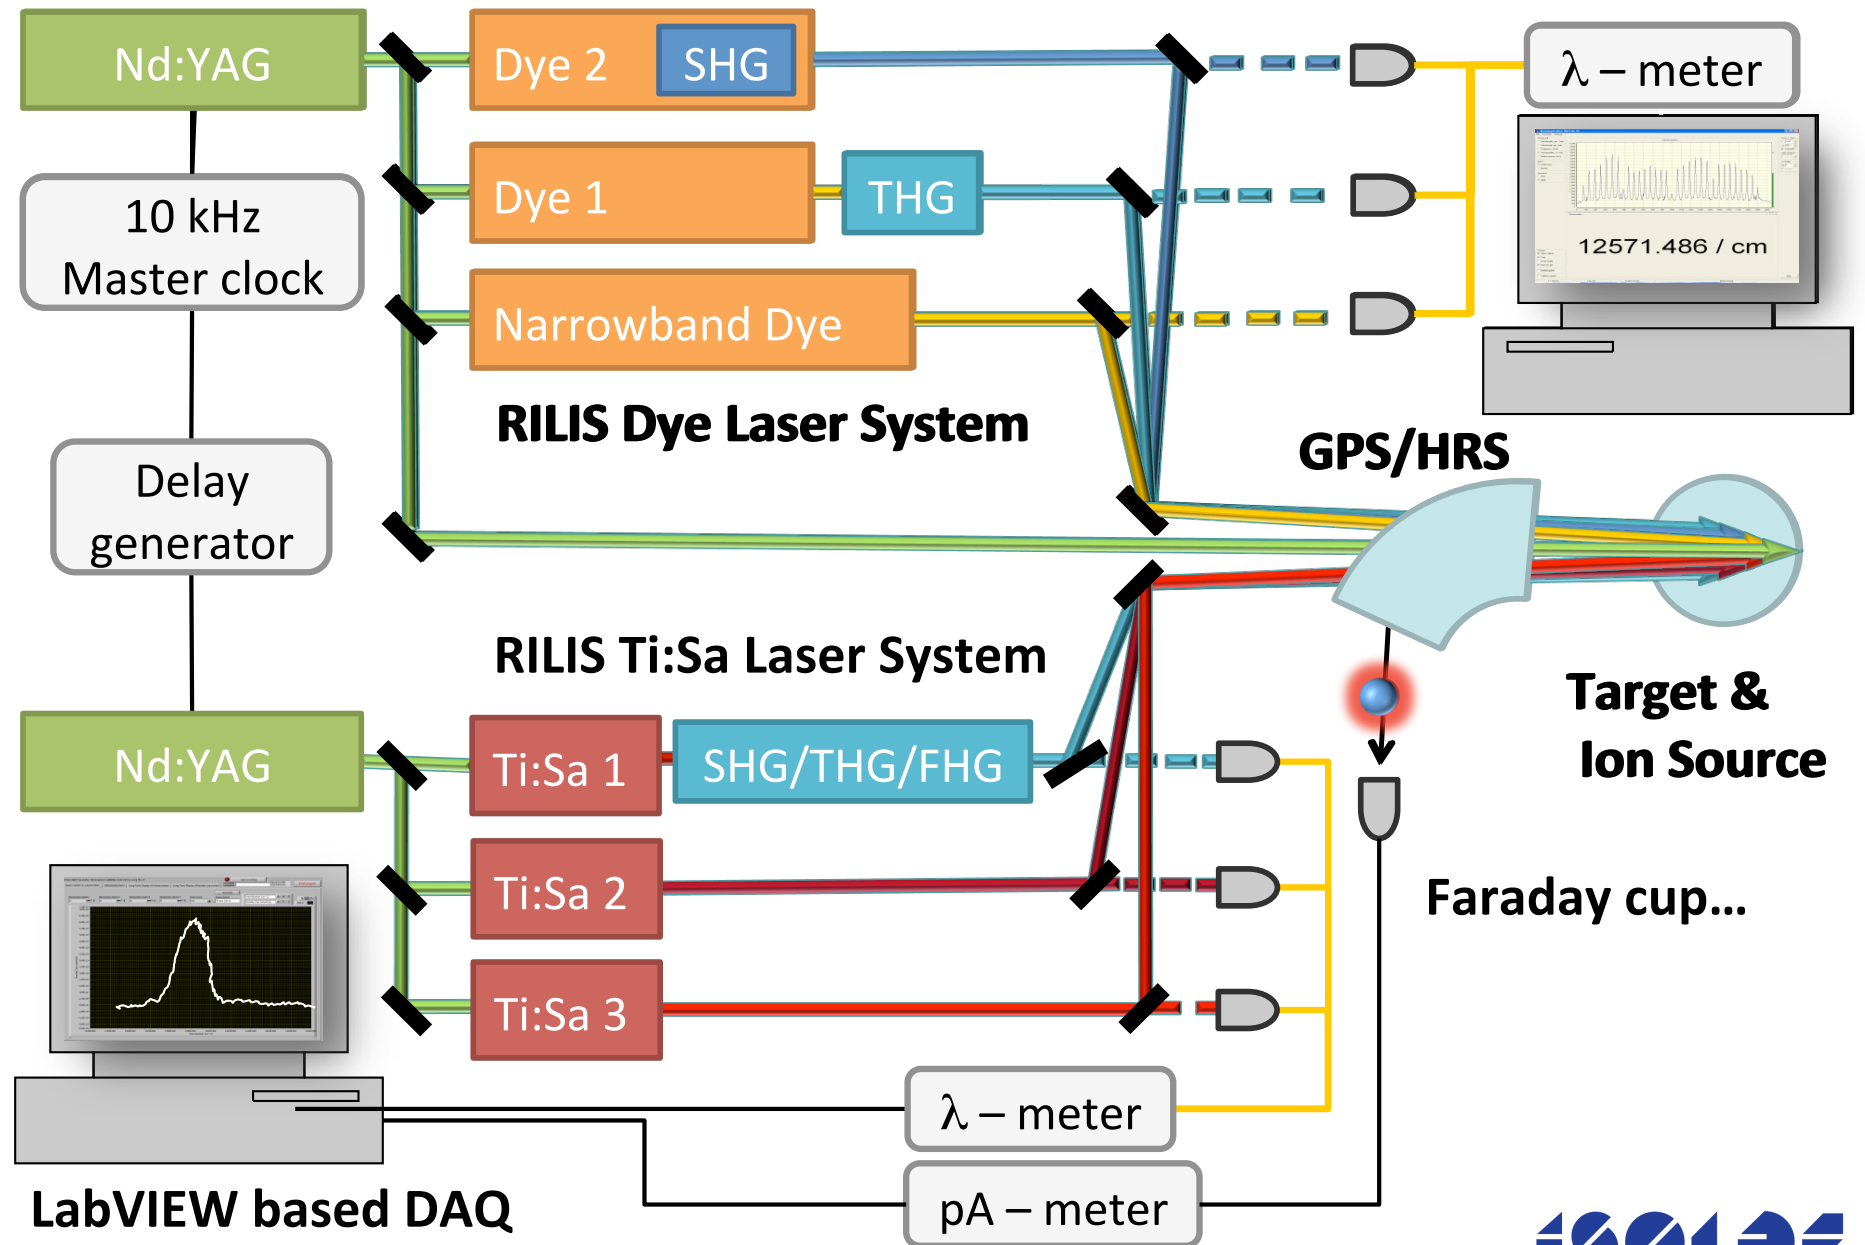 Nd:YAG
Dye 2
SHG
λ – meter
10 kHz
Master clock
Dye 1
THG
12571.486 / cm
Narrowband Dye
RILIS Dye Laser System
GPS/HRS
Delay
generator
RILIS Ti:Sa Laser System
Target &
Ion Source
Nd:YAG
Ti:Sa 1
SHG/THG/FHG
Ti:Sa 2
Faraday cup...
Ti:Sa 3
λ – meter
pA – meter
LabVIEW based DAQ